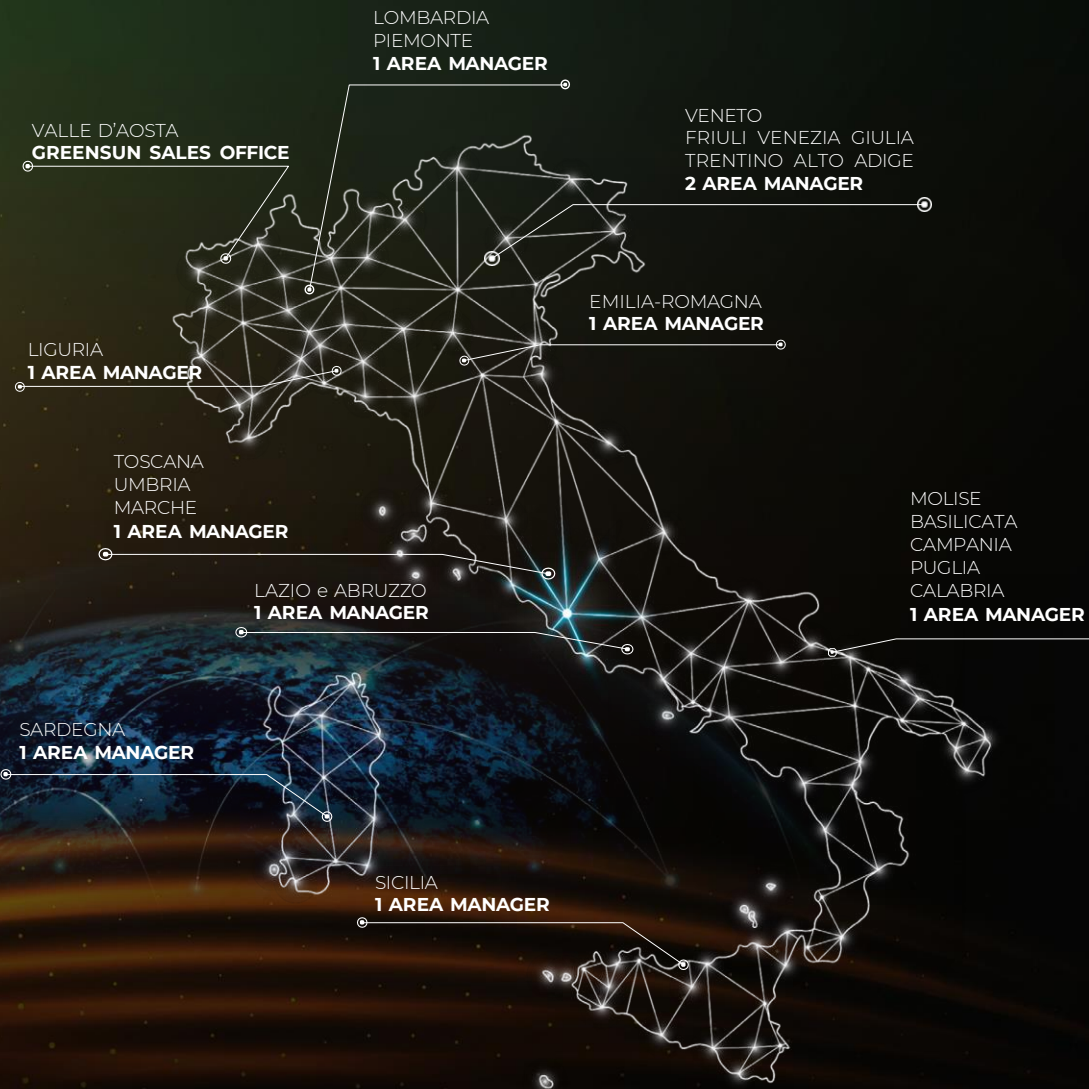 LOMBARDIA
PIEMONTE
1 AREA MANAGER
VALLE D'AOSTA
GREENSUN SALES OFFICE
VENETO
FRIULI VENEZIA GIULIA
TRENTINO ALTO ADIGE
2 AREA MANAGER
EMILIA-ROMAGNA
1 AREA MANAGER
LIGURIA
1 AREA MANAGER
TOSCANA
UMBRIA
MARCHE
1 AREA MANAGER
MOLISE
BASILICATA
CAMPANIA
PUGLIA
CALABRIA
1 AREA MANAGER
LAZIO e ABRUZZO
1 AREA MANAGER
SARDEGNA
1 AREA MANAGER
SICILIA
1 AREA MANAGER